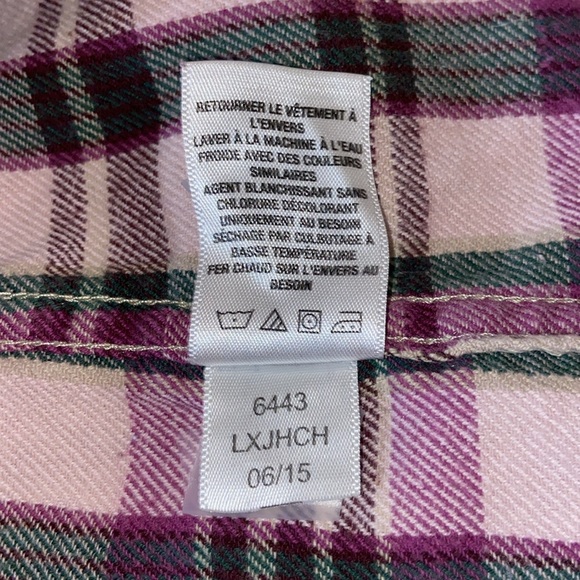 RETOURNER LE VÊTEMENT À
L'ENVERS
LAVER À LA MACHINE À L'EAU
FROIDE AVEC DES COULEURS
SIMILAIRES
AGENT BLANCHISSANT SANS
CHLORURE DÉCOLORANT
UNIQUEMENT AU BESOIN
SÉCHAGE PAR CULBUTAGE À
BASSE TEMPÉRATURE
FER CHAUD SUR L'ENVERS AU
BESOIN
6443
LXJHCH
06/15